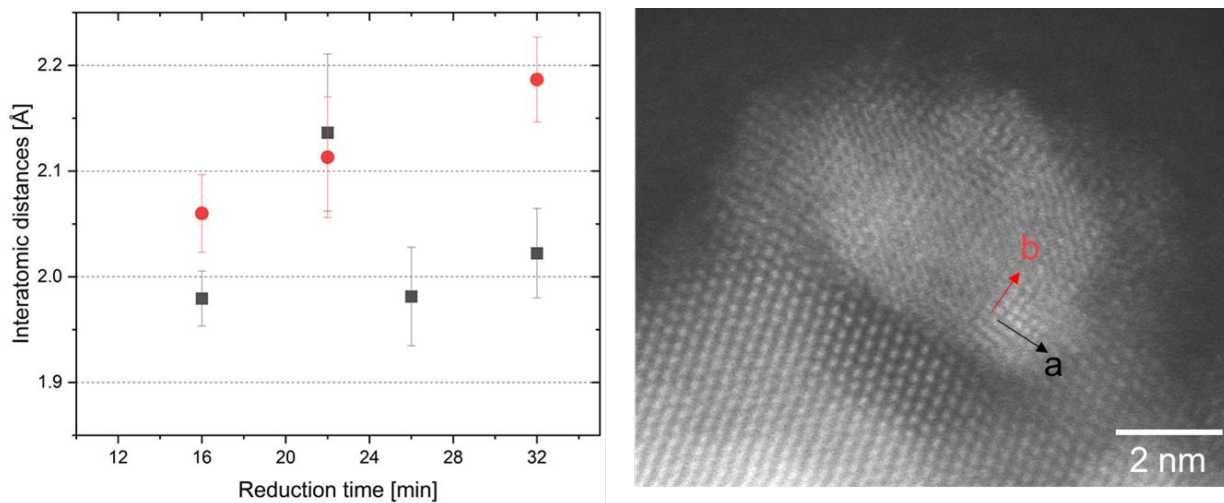 Interatomic distances [Å]
2.2
2.1
2.0
1.9
12 16 20 24 28 32
Reduction time [min]
b
a
2 nm